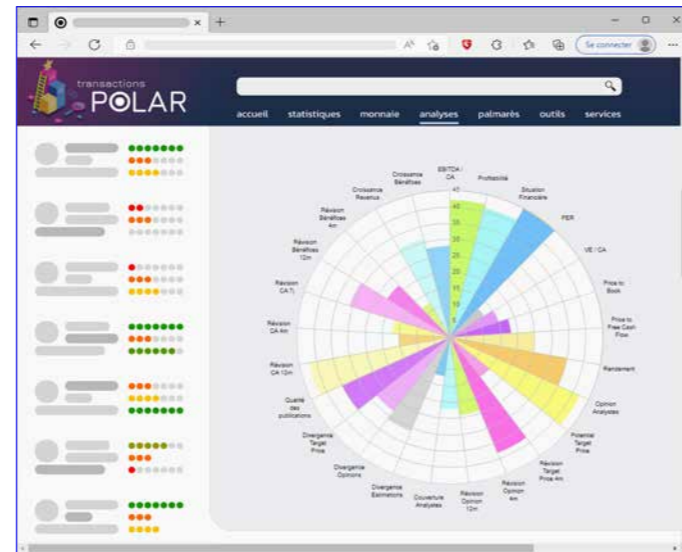 Se connecter
transactions
POLAR
accueil statistiques monnaie analyses palmarès outils services
EBITDA /
CA
Profitabilité
Situation
Financière
PER
VE / CA
Price to
Book
Price to
Free Cash
Flow
Rendement
Opinion
Analystes
Potentiel
Target
Price
Révision
Target
Price 4m
Révision
Opinion
4m
Révision
Opinion
12m
Couverture
Analystes
Divergence
Estimations
Divergence
Opinions
Divergence
Target
Price
Qualité
des
publications
Révision
CA 12m
Révision
CA 4m
Révision
CA 7j
Révision
Bénéfices
12m
Révision
Bénéfices
4m
Croissance
Revenus
Croissance
Bénéfices
45
40
35
30
25
20
15
10
5